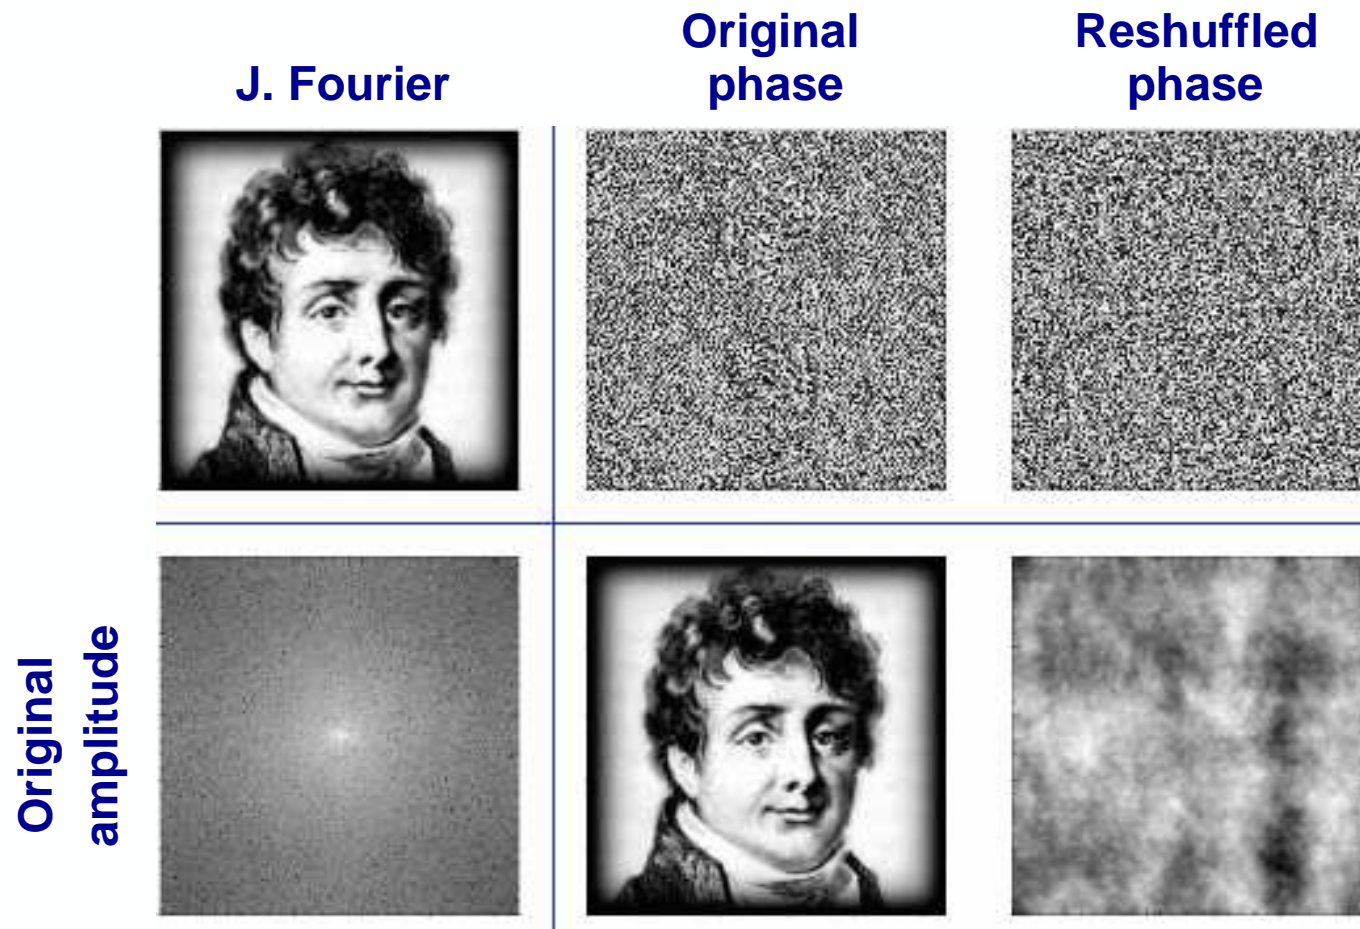 J. Fourier
Original
phase
Reshuffled
phase
Original
amplitude